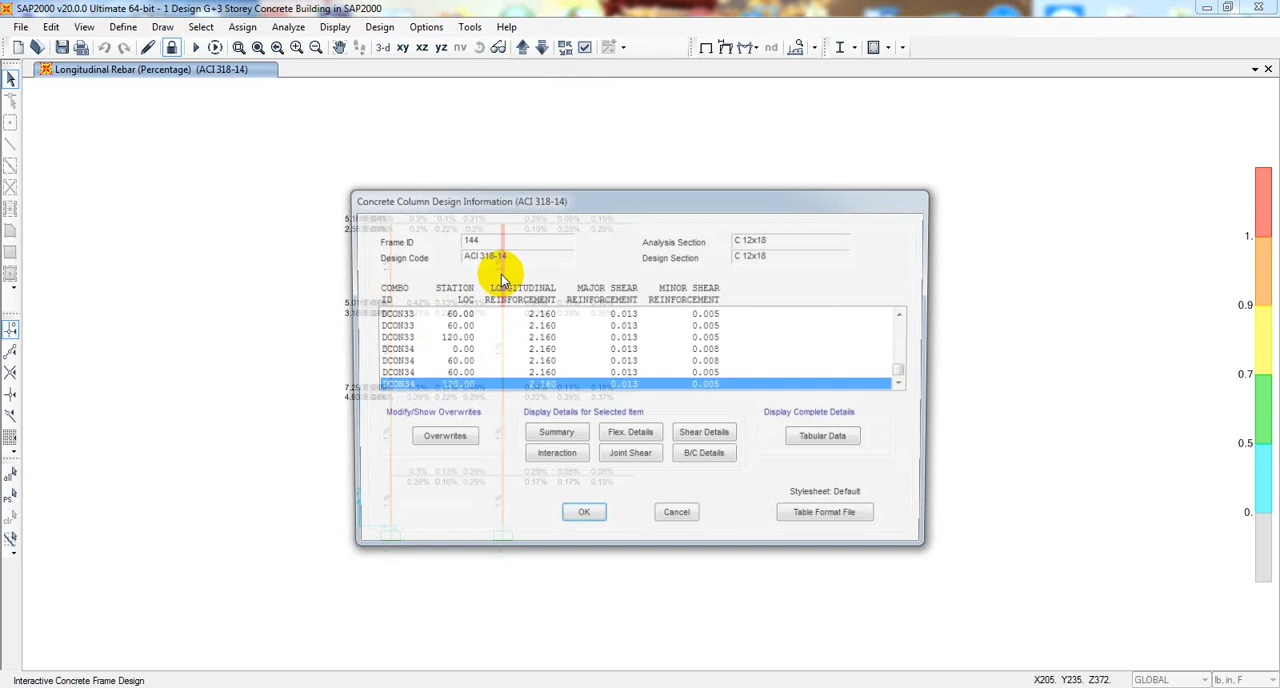 SAP2000 v20.0.0 Ultimate 64-bit - 1 Design G+3 Storey Concrete Building in SAP2000
File Edit View Define Draw Select Assign Analyze Display Design Options Tools Help
3-d xy xz yz nv nd
Longitudinal Rebar (Percentage) (ACI 318-14)
Concrete Column Design Information (ACI 318-14)
Frame ID 144 Analysis Section C 12x18
Design Code ACI 318-14 Design Section C 12x18
COMBO STATION LONGITUDINAL MAJOR SHEAR MINOR SHEAR
ID LOC REINFORCEMENT REINFORCEMENT REINFORCEMENT
DCON33 60.00 2.160 0.013 0.005
DCON33 60.00 2.160 0.013 0.005
DCON33 120.00 2.160 0.013 0.005
DCON34 0.00 2.160 0.013 0.008
DCON34 60.00 2.160 0.013 0.008
DCON34 60.00 2.160 0.013 0.005
DCON34 120.00 2.160 0.013 0.005
Modify/Show Overwrites Display Details for Selected Item Display Complete Details
Overwrites Summary Flex. Details Shear Details Tabular Data
Interaction Joint Shear B/C Details
Stylesheet: Default
OK Cancel Table Format File
1.
0.9
0.7
0.5
0.
all
PS
clr
Interactive Concrete Frame Design X205. Y235. Z372. GLOBAL lb, in, F